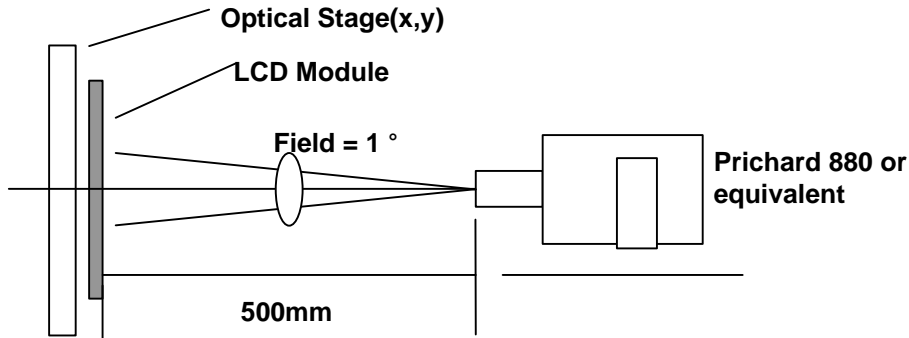 Optical Stage(x,y)
LCD Module
Field = 1 °
Prichard 880 or
equivalent
500mm